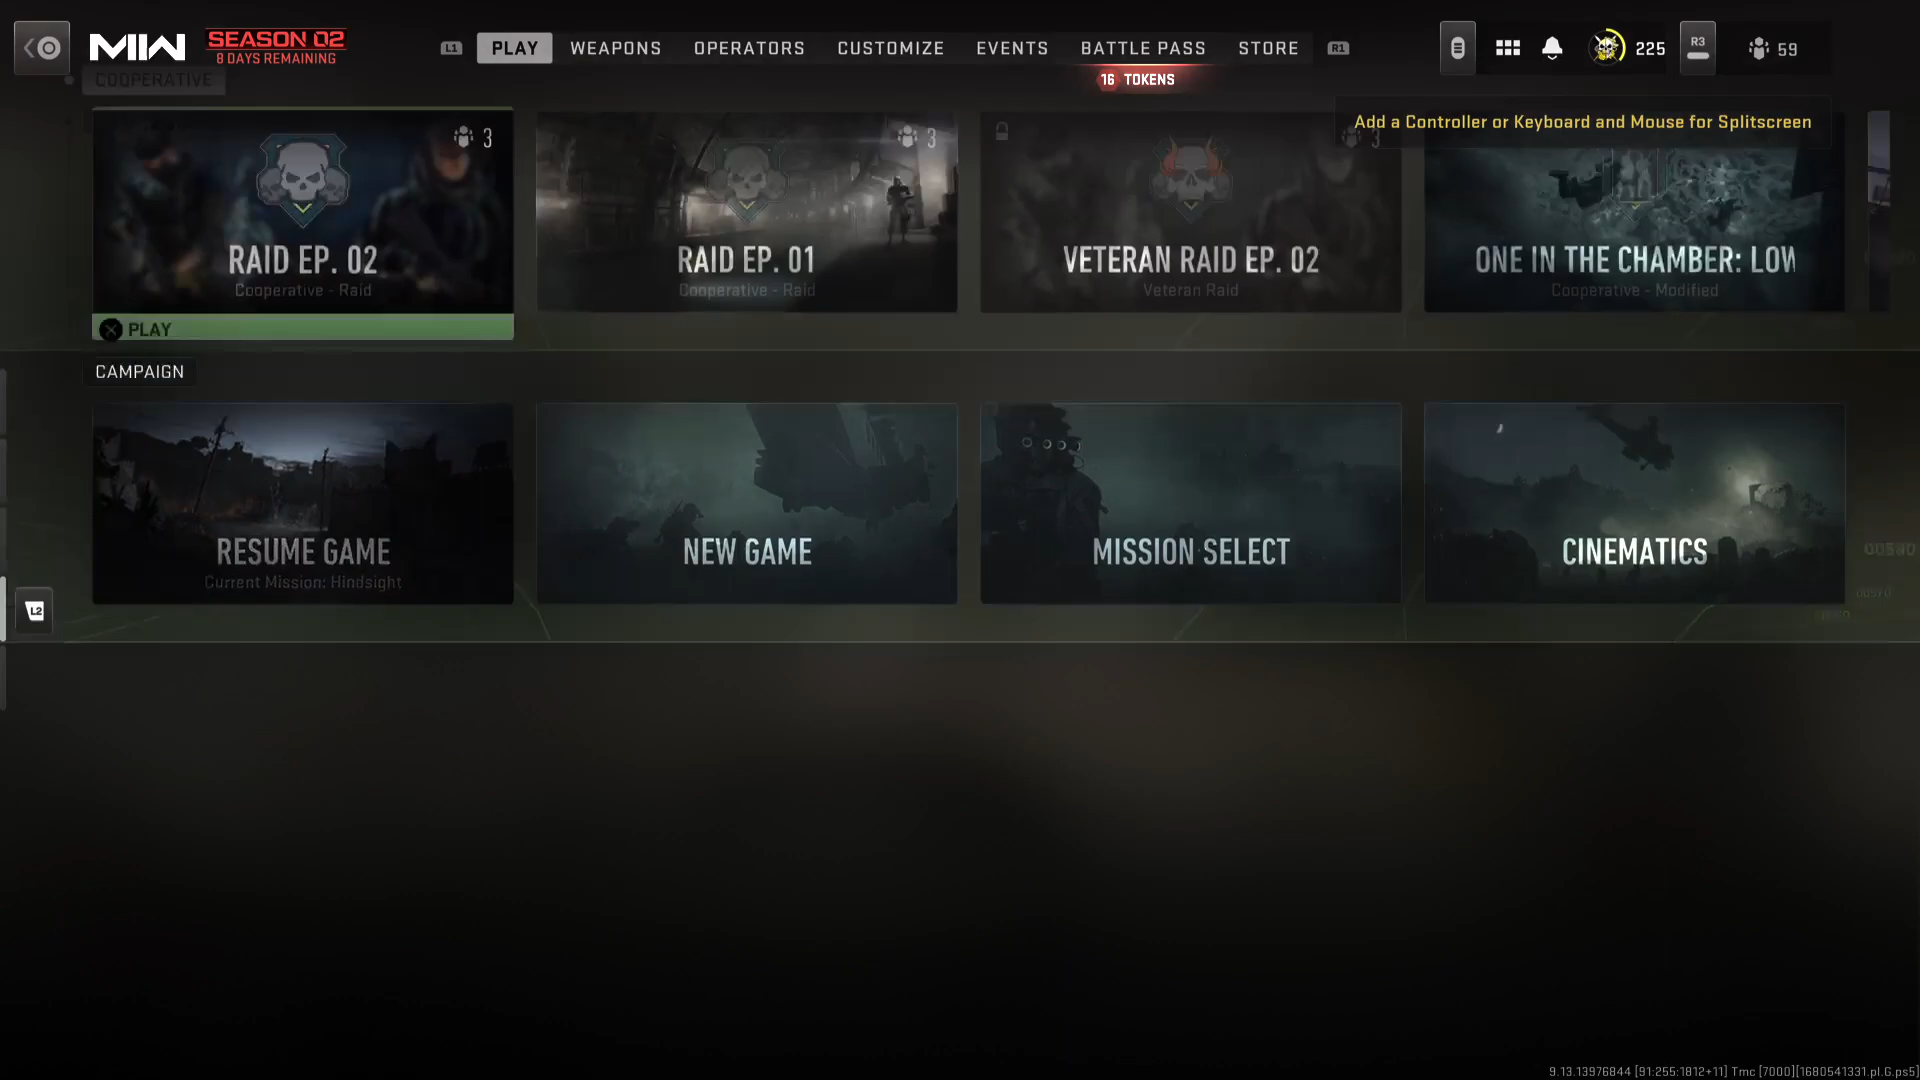 MW
SEASON 02
8 DAYS REMAINING
L1
PLAY
WEAPONS
OPERATORS
CUSTOMIZE
EVENTS
BATTLE PASS
STORE
R1
16 TOKENS
225
R3
59
COOPERATIVE
Add a Controller or Keyboard and Mouse for Splitscreen
3
RAID EP. 02
Cooperative - Raid
PLAY
3
RAID EP. 01
Cooperative - Raid
3
VETERAN RAID EP. 02
Veteran Raid
ONE IN THE CHAMBER: LOW
Cooperative - Modified
CAMPAIGN
RESUME GAME
Current Mission: Hindsight
NEW GAME
MISSION SELECT
CINEMATICS
L2
9.13.13976844 [91:255:1812+11] Tmc [7000][1680541331.pl.G.ps5]